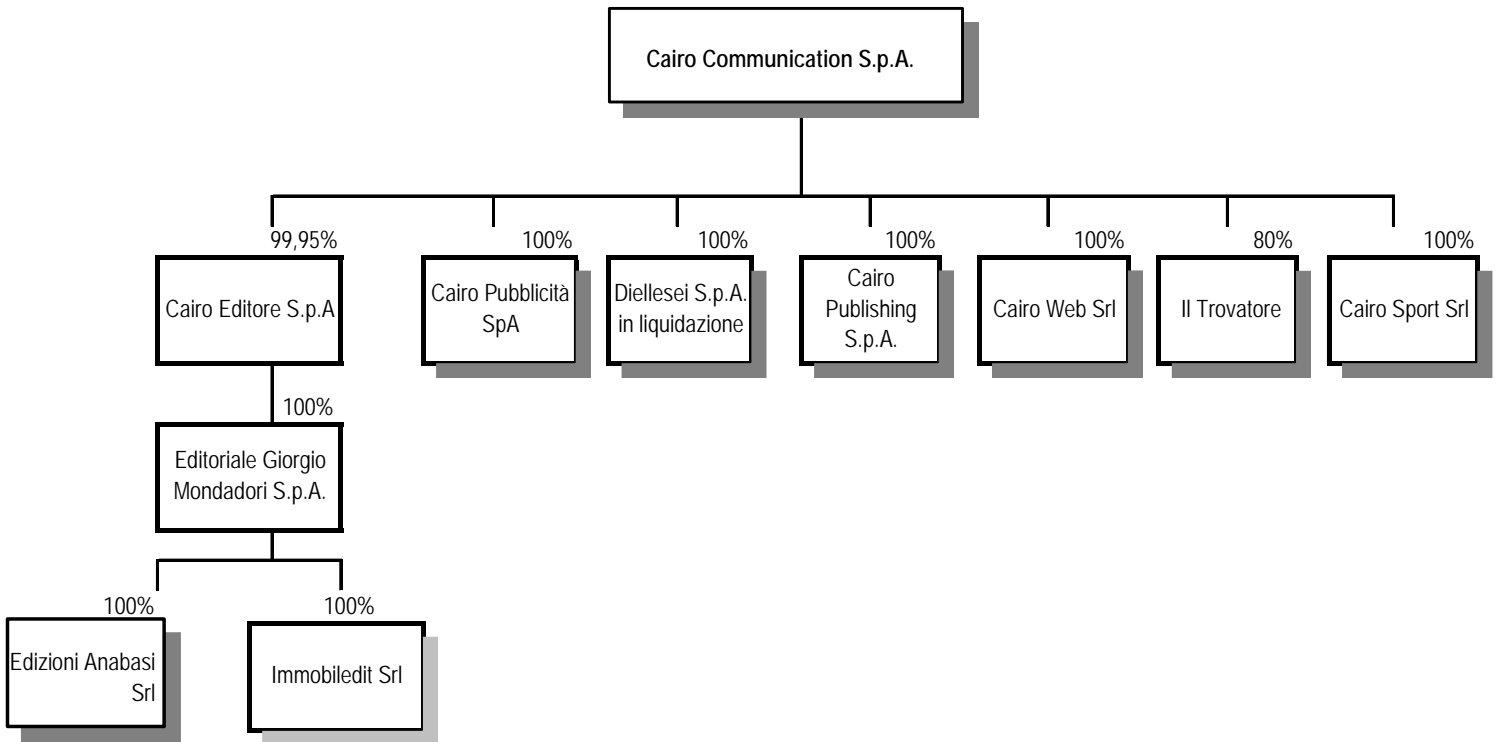 Cairo Communication S.p.A.
99,95%
100%
100%
100%
100%
80%
100%
Cairo Editore S.p.A
Cairo Pubblicità
SpA
Diellesei S.p.A.
in liquidazione
Cairo
Publishing
S.p.A.
Cairo Web Srl
Il Trovatore
Cairo Sport Srl
100%
Editoriale Giorgio
Mondadori S.p.A.
100%
100%
Edizioni Anabasi
Srl
Immobiledit Srl